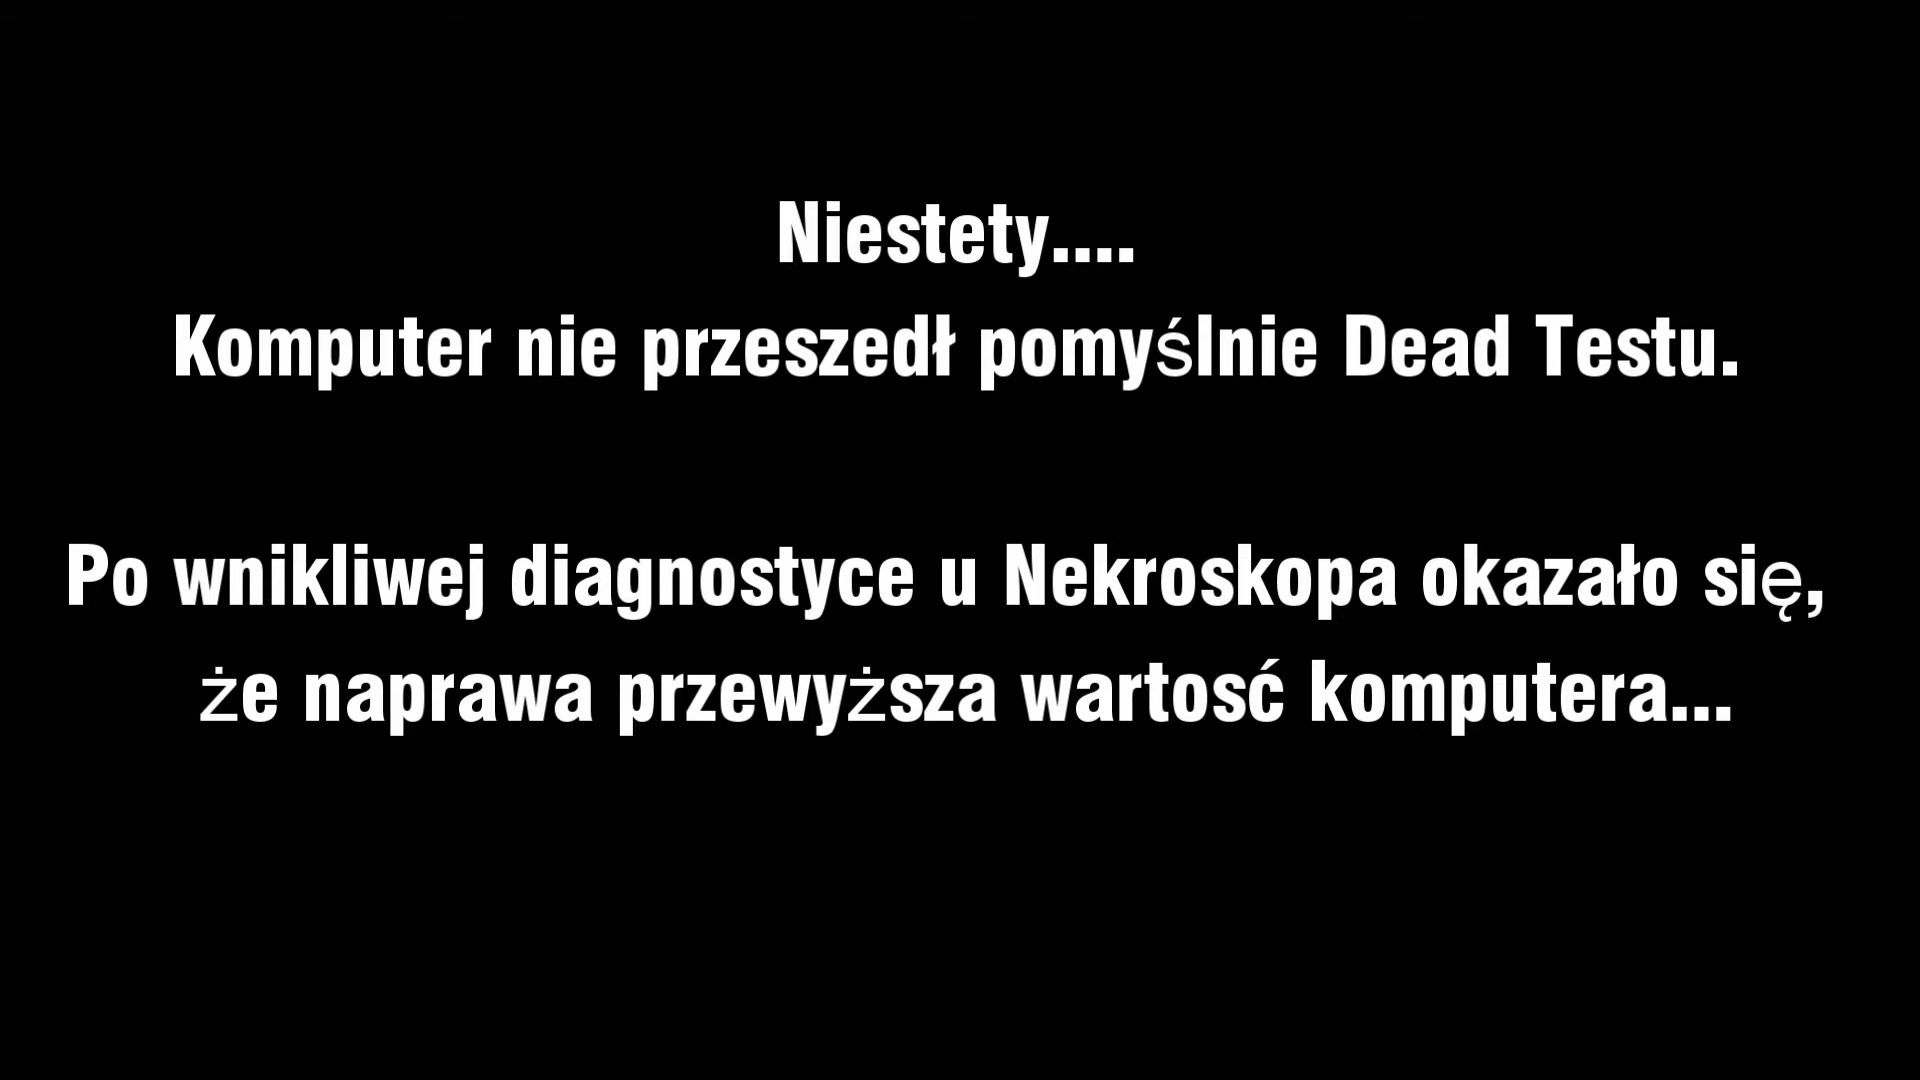 Niestety....
Komputer nie przeszedł pomyślnie Dead Testu.
Po wnikliwej diagnostyce u Nekroskopa okazało się,
że naprawa przewyższa wartosć komputera...